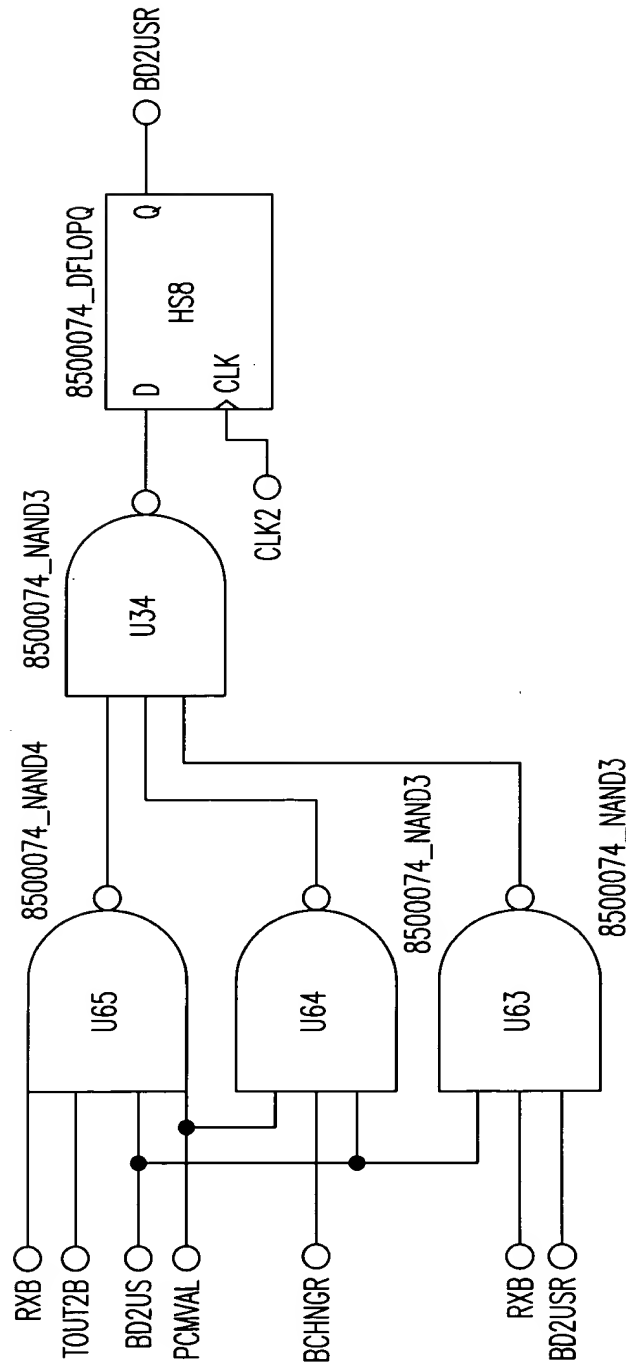 RXB
TOUT2B
BD2US
PCMVAL
BCHNGR
RXB
BD2USR
U65
8500074_NAND4
U64
8500074_NAND3
U63
8500074_NAND3
U34
8500074_NAND3
CLK2
8500074_DFLOPQ
D
Q
HS8
CLK
BD2USR